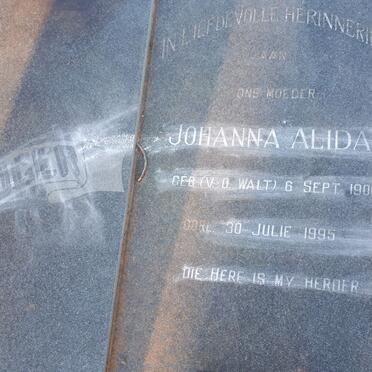 IN LIEFDEVOLLE HERINNERI
AAN
ONS MOEDER
JOHANNA ALIDA
GEB (V.D. WALT) 6 SEPT. 190
OORL. 30 JULIE 1995
DIE HERE IS MY HERDER